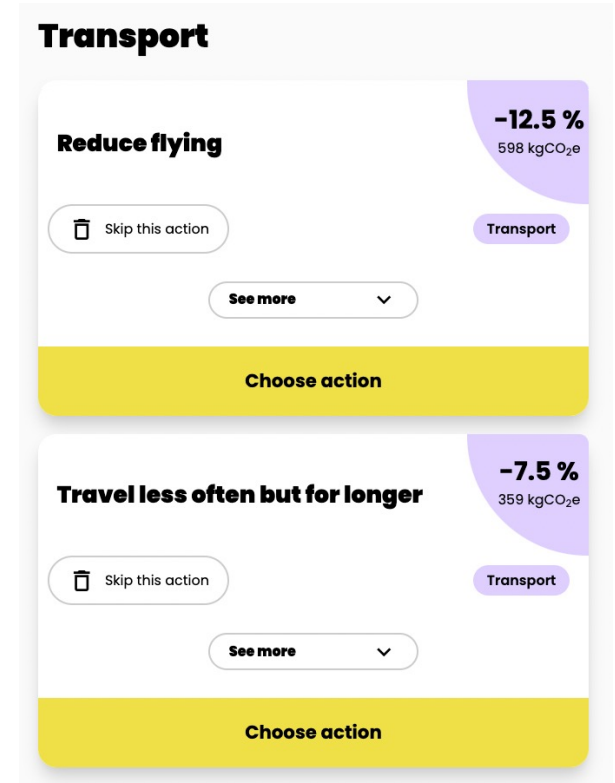 Transport
-12.5 %
Reduce flying
598 kgCO₂e
Skip this action
Transport
See more
Choose action
-7.5 %
Travel less often but for longer
359 kgCO₂e
Skip this action
Transport
See more
Choose action